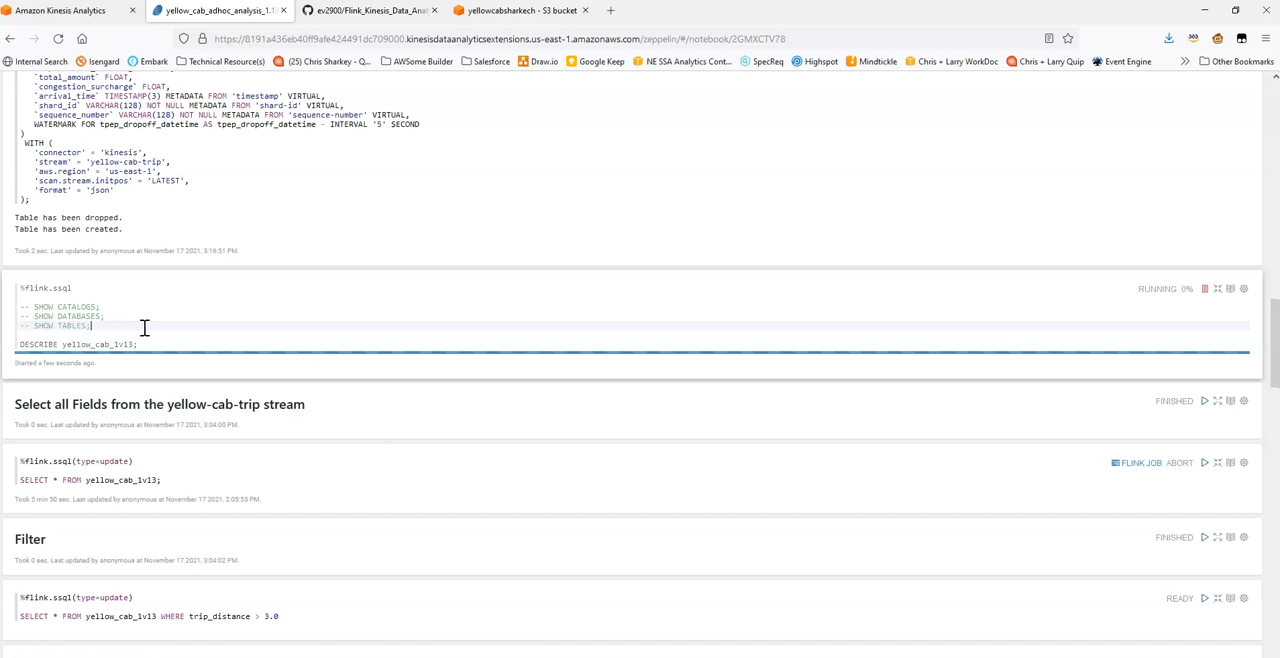 Amazon Kinesis Analytics
yellow_cab_adhoc_analysis_1.1
ev2900/Flink_Kinesis_Data_Ana
yellowcabsharkech - S3 bucket
https://8191a436eb40ff9afe424491dc709000.kinesisdataanalyticsextensions.us-east-1.amazonaws.com/zeppelin/#/notebook/2GMXCTV78
Internal Search
Isengard
Embark
Technical Resource(s)
(25) Chris Sharkey - Q...
AWSome Builder
Salesforce
Draw.io
Google Keep
NE SSA Analytics Cont...
SpecReq
Highspot
Mindtickle
Chris + Larry WorkDoc
Chris + Larry Quip
Event Engine
Other Bookmarks
`total_amount` FLOAT,
`congestion_surcharge` FLOAT,
`arrival_time` TIMESTAMP(3) METADATA FROM 'timestamp' VIRTUAL,
`shard_id` VARCHAR(128) NOT NULL METADATA FROM 'shard-id' VIRTUAL,
`sequence_number` VARCHAR(128) NOT NULL METADATA FROM 'sequence-number' VIRTUAL,
WATERMARK FOR tpep_dropoff_datetime AS tpep_dropoff_datetime - INTERVAL '5' SECOND
)
WITH (
'connector' = 'kinesis',
'stream' = 'yellow-cab-trip',
'aws.region' = 'us-east-1',
'scan.stream.initpos' = 'LATEST',
'format' = 'json'
);
Table has been dropped.
Table has been created.
Took 2 sec. Last updated by anonymous at November 17 2021, 3:16:51 PM.
%flink.ssql
RUNNING 0%
-- SHOW CATALOGS;
-- SHOW DATABASES;
-- SHOW TABLES;
DESCRIBE yellow_cab_1v13;
Started a few seconds ago.
Select all Fields from the yellow-cab-trip stream
FINISHED
Took 0 sec. Last updated by anonymous at November 17 2021, 3:04:00 PM.
%flink.ssql(type=update)
FLINK JOB ABORT
SELECT * FROM yellow_cab_1v13;
Took 5 min 50 sec. Last updated by anonymous at November 17 2021, 2:05:53 PM.
Filter
FINISHED
Took 0 sec. Last updated by anonymous at November 17 2021, 3:04:02 PM.
%flink.ssql(type=update)
READY
SELECT * FROM yellow_cab_1v13 WHERE trip_distance > 3.0